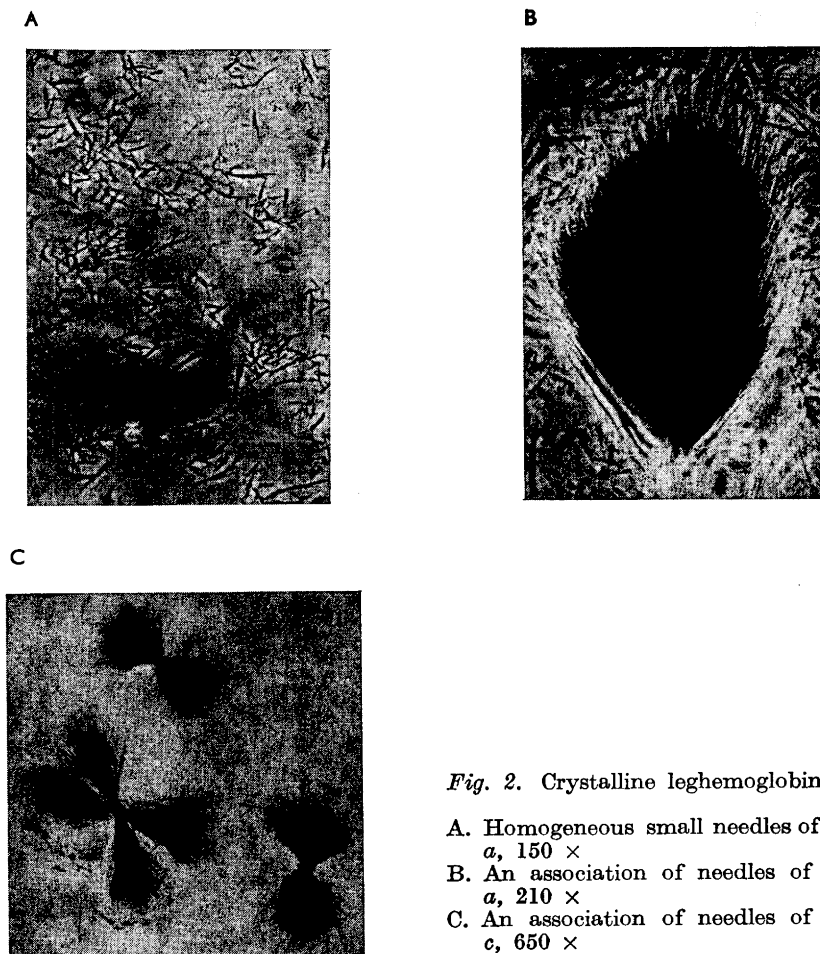 A
B
C
Fig. 2. Crystalline leghemoglobin
A. Homogeneous small needles of
a, 150 ×
B. An association of needles of
a, 210 ×
C. An association of needles of
c, 650 ×